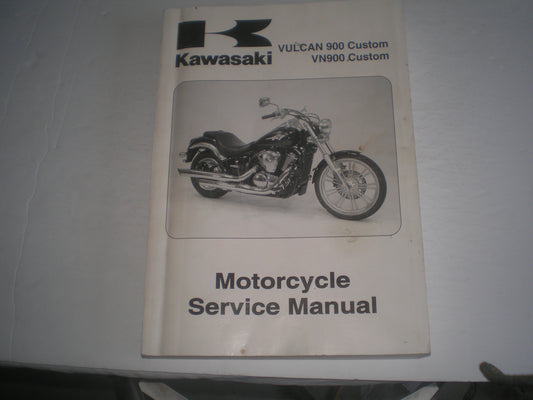 VULCAN 900 Custom
Kawasaki
VN900 Custom
Motorcycle
Service Manual